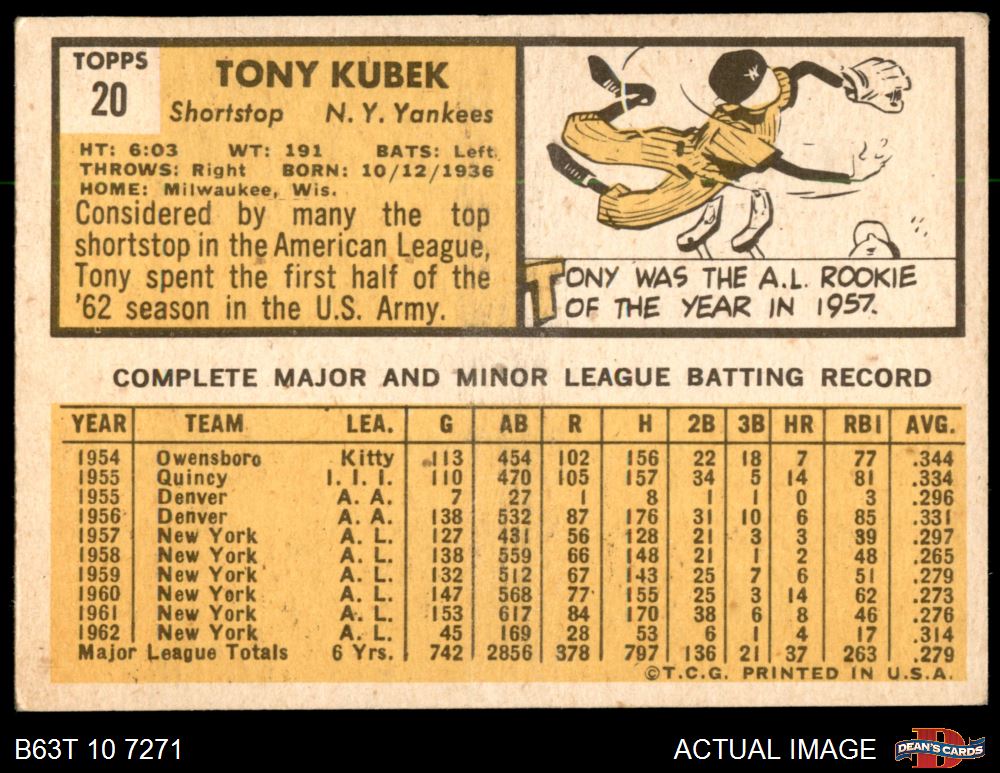 TOPPS
20
TONY KUBEK
Shortstop N. Y. Yankees
HT: 6:03 WT: 191 BATS: Left
THROWS: Right BORN: 10/12/1936
HOME: Milwaukee, Wis.
Considered by many the top
shortstop in the American League,
Tony spent the first half of the
'62 season in the U.S. Army.
TONY WAS THE A.L. ROOKIE
OF THE YEAR IN 1957.
COMPLETE MAJOR AND MINOR LEAGUE BATTING RECORD
YEAR TEAM LEA. G AB R H 2B 3B HR RBI AVG.
1954 Owensboro Kitty 113 454 102 156 22 18 7 77 .344
1955 Quincy I. I. I. 110 470 105 157 34 5 14 81 .334
1955 Denver A. A. 7 27 1 8 1 1 0 3 .296
1956 Denver A. A. 138 532 87 176 31 10 6 85 .331
1957 New York A. L. 127 431 56 128 21 3 3 39 .297
1958 New York A. L. 138 559 66 148 21 1 2 48 .265
1959 New York A. L. 132 512 67 143 25 7 6 51 .279
1960 New York A. L. 147 568 77 155 25 3 14 62 .273
1961 New York A. L. 153 617 84 170 38 6 8 46 .276
1962 New York A. L. 45 169 28 53 6 1 4 17 .314
Major League Totals 6 Yrs. 742 2856 378 797 136 21 37 263 .279
©T.C.G. PRINTED IN U.S.A.
B63T 10 7271
ACTUAL IMAGE
D
DEAN'S CARDS